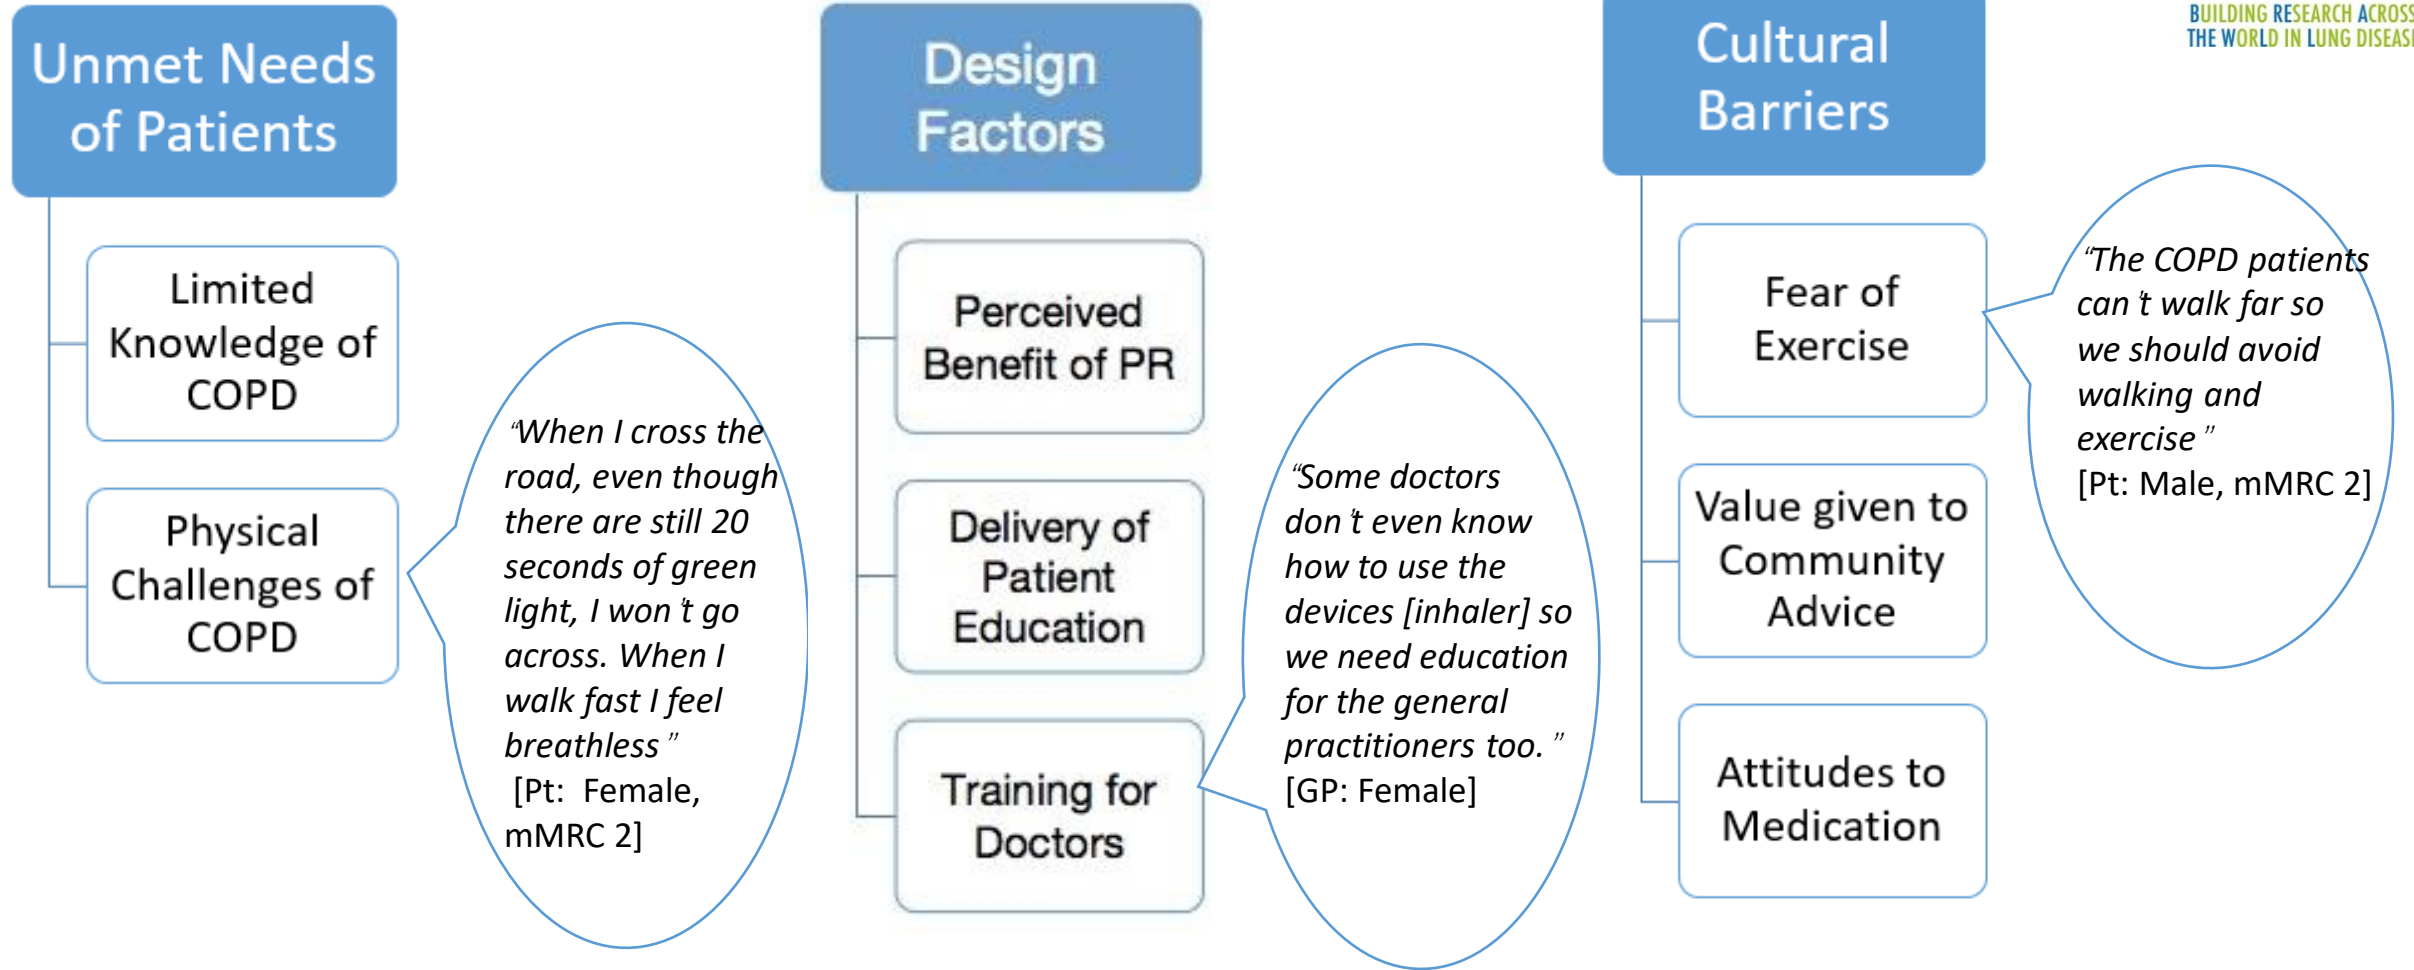 BUILDING RESEARCH ACROSS
THE WORLD IN LUNG DISEASE
Unmet Needs
of Patients
Limited
Knowledge of
COPD
Physical
Challenges of
COPD
“When I cross the
road, even though
there are still 20
seconds of green
light, I won’t go
across. When I
walk fast I feel
breathless”
[Pt: Female,
mMRC 2]
Design
Factors
Perceived
Benefit of PR
Delivery of
Patient
Education
Training for
Doctors
“Some doctors
don’t even know
how to use the
devices [inhaler] so
we need education
for the general
practitioners too.”
[GP: Female]
Cultural
Barriers
Fear of
Exercise
Value given to
Community
Advice
Attitudes to
Medication
“The COPD patients
can’t walk far so
we should avoid
walking and
exercise”
[Pt: Male, mMRC 2]